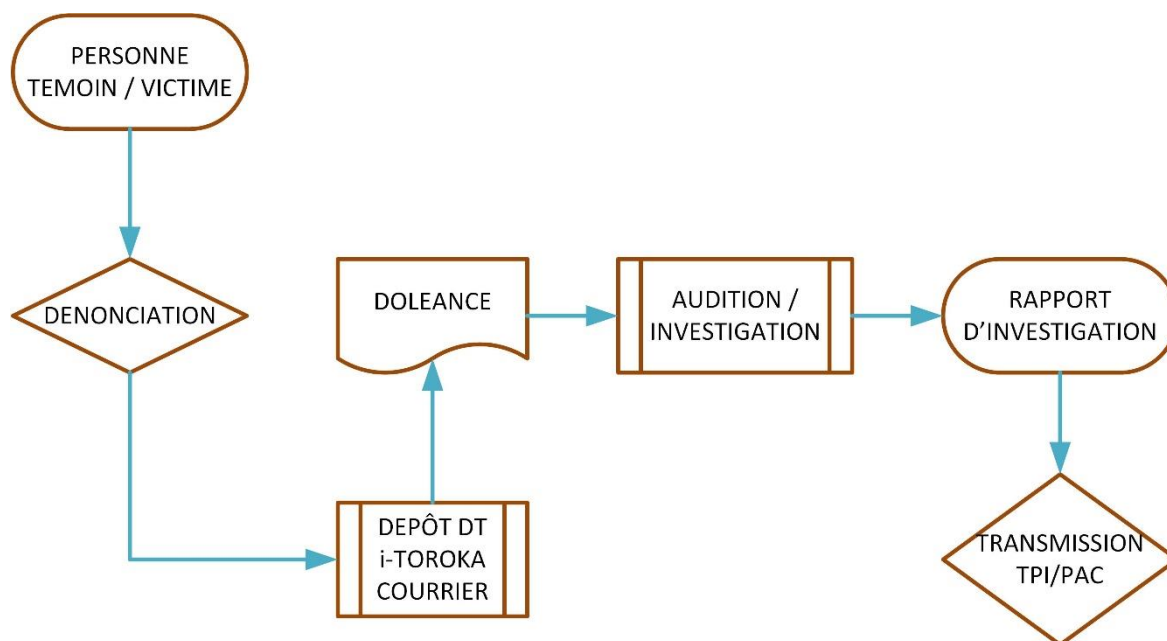 PERSONNE
TEMOIN / VICTIME
DENONCIATION
DEPÔT DT
i-TOROKA
COURRIER
DOLEANCE
AUDITION /
INVESTIGATION
RAPPORT
D’INVESTIGATION
TRANSMISSION
TPI/PAC